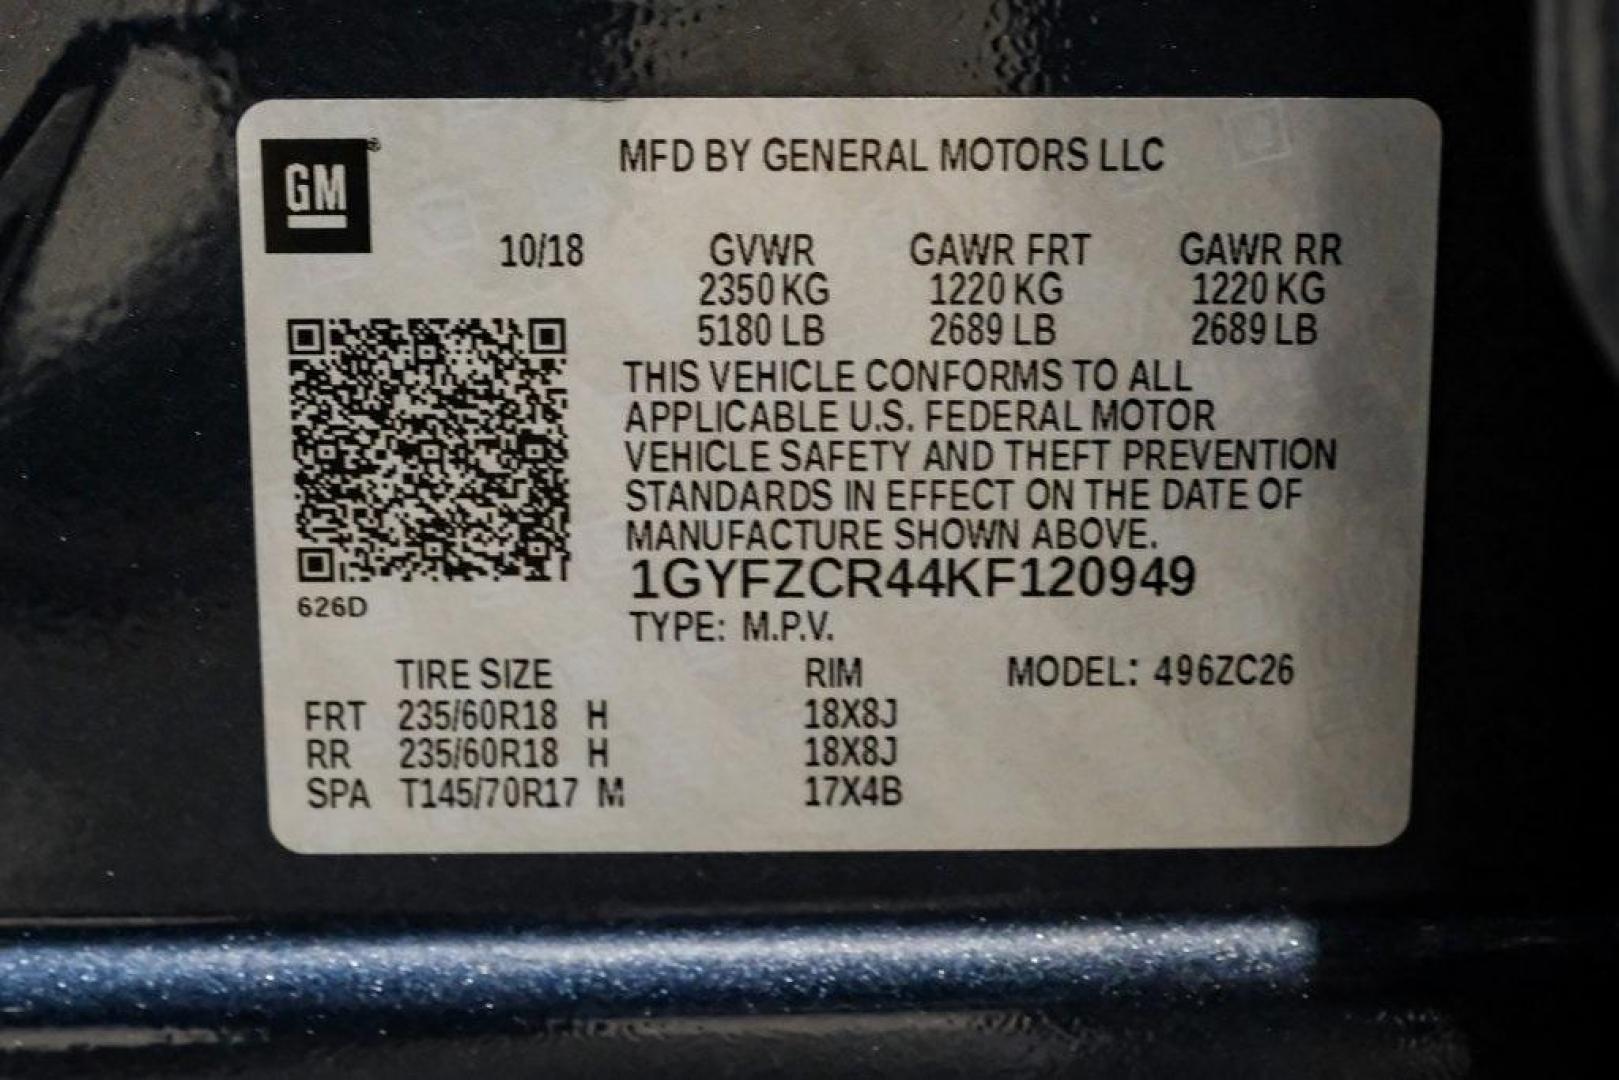 GM®
MFD BY GENERAL MOTORS LLC
10/18 GVWR GAWR FRT GAWR RR
2350 KG 1220 KG 1220 KG
5180 LB 2689 LB 2689 LB
THIS VEHICLE CONFORMS TO ALL
APPLICABLE U.S. FEDERAL MOTOR
VEHICLE SAFETY AND THEFT PREVENTION
STANDARDS IN EFFECT ON THE DATE OF
MANUFACTURE SHOWN ABOVE.
1GYFZCR44KF120949
626D
TYPE: M.P.V.
TIRE SIZE RIM MODEL: 496ZC26
FRT 235/60R18 H 18X8J
RR 235/60R18 H 18X8J
SPA T145/70R17 M 17X4B